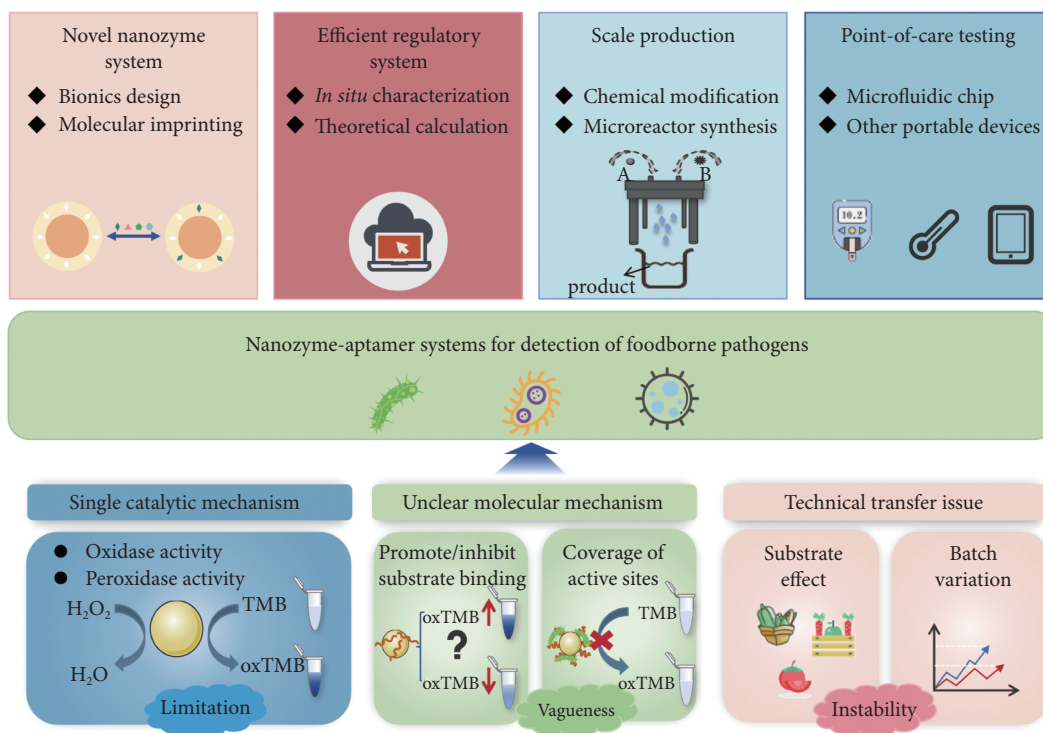 Novel nanozyme
system
◆ Bionics design
◆ Molecular imprinting
Efficient regulatory
system
◆ In situ characterization
◆ Theoretical calculation
Scale production
◆ Chemical modification
◆ Microreactor synthesis
A
B
product
Point-of-care testing
◆ Microfluidic chip
◆ Other portable devices
10.2
Nanozyme-aptamer systems for detection of foodborne pathogens
Single catalytic mechanism
● Oxidase activity
● Peroxidase activity
H₂O₂
TMB
H₂O
oxTMB
Limitation
Unclear molecular mechanism
Promote/inhibit
substrate binding
oxTMB
?
oxTMB
Coverage of
active sites
TMB
oxTMB
Vagueness
Technical transfer issue
Substrate
effect
Batch
variation
Instability